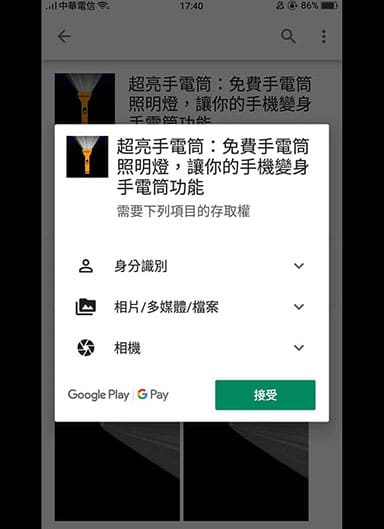 中華電信 17:40 86%
超亮手電筒：免費手電筒
照明燈，讓你的手機變身
手電筒功能
超亮手電筒：免費手電筒
照明燈，讓你的手機變身
手電筒功能
需要下列項目的存取權
身分識別
相片/多媒體/檔案
相機
Google Play | G Pay
接受